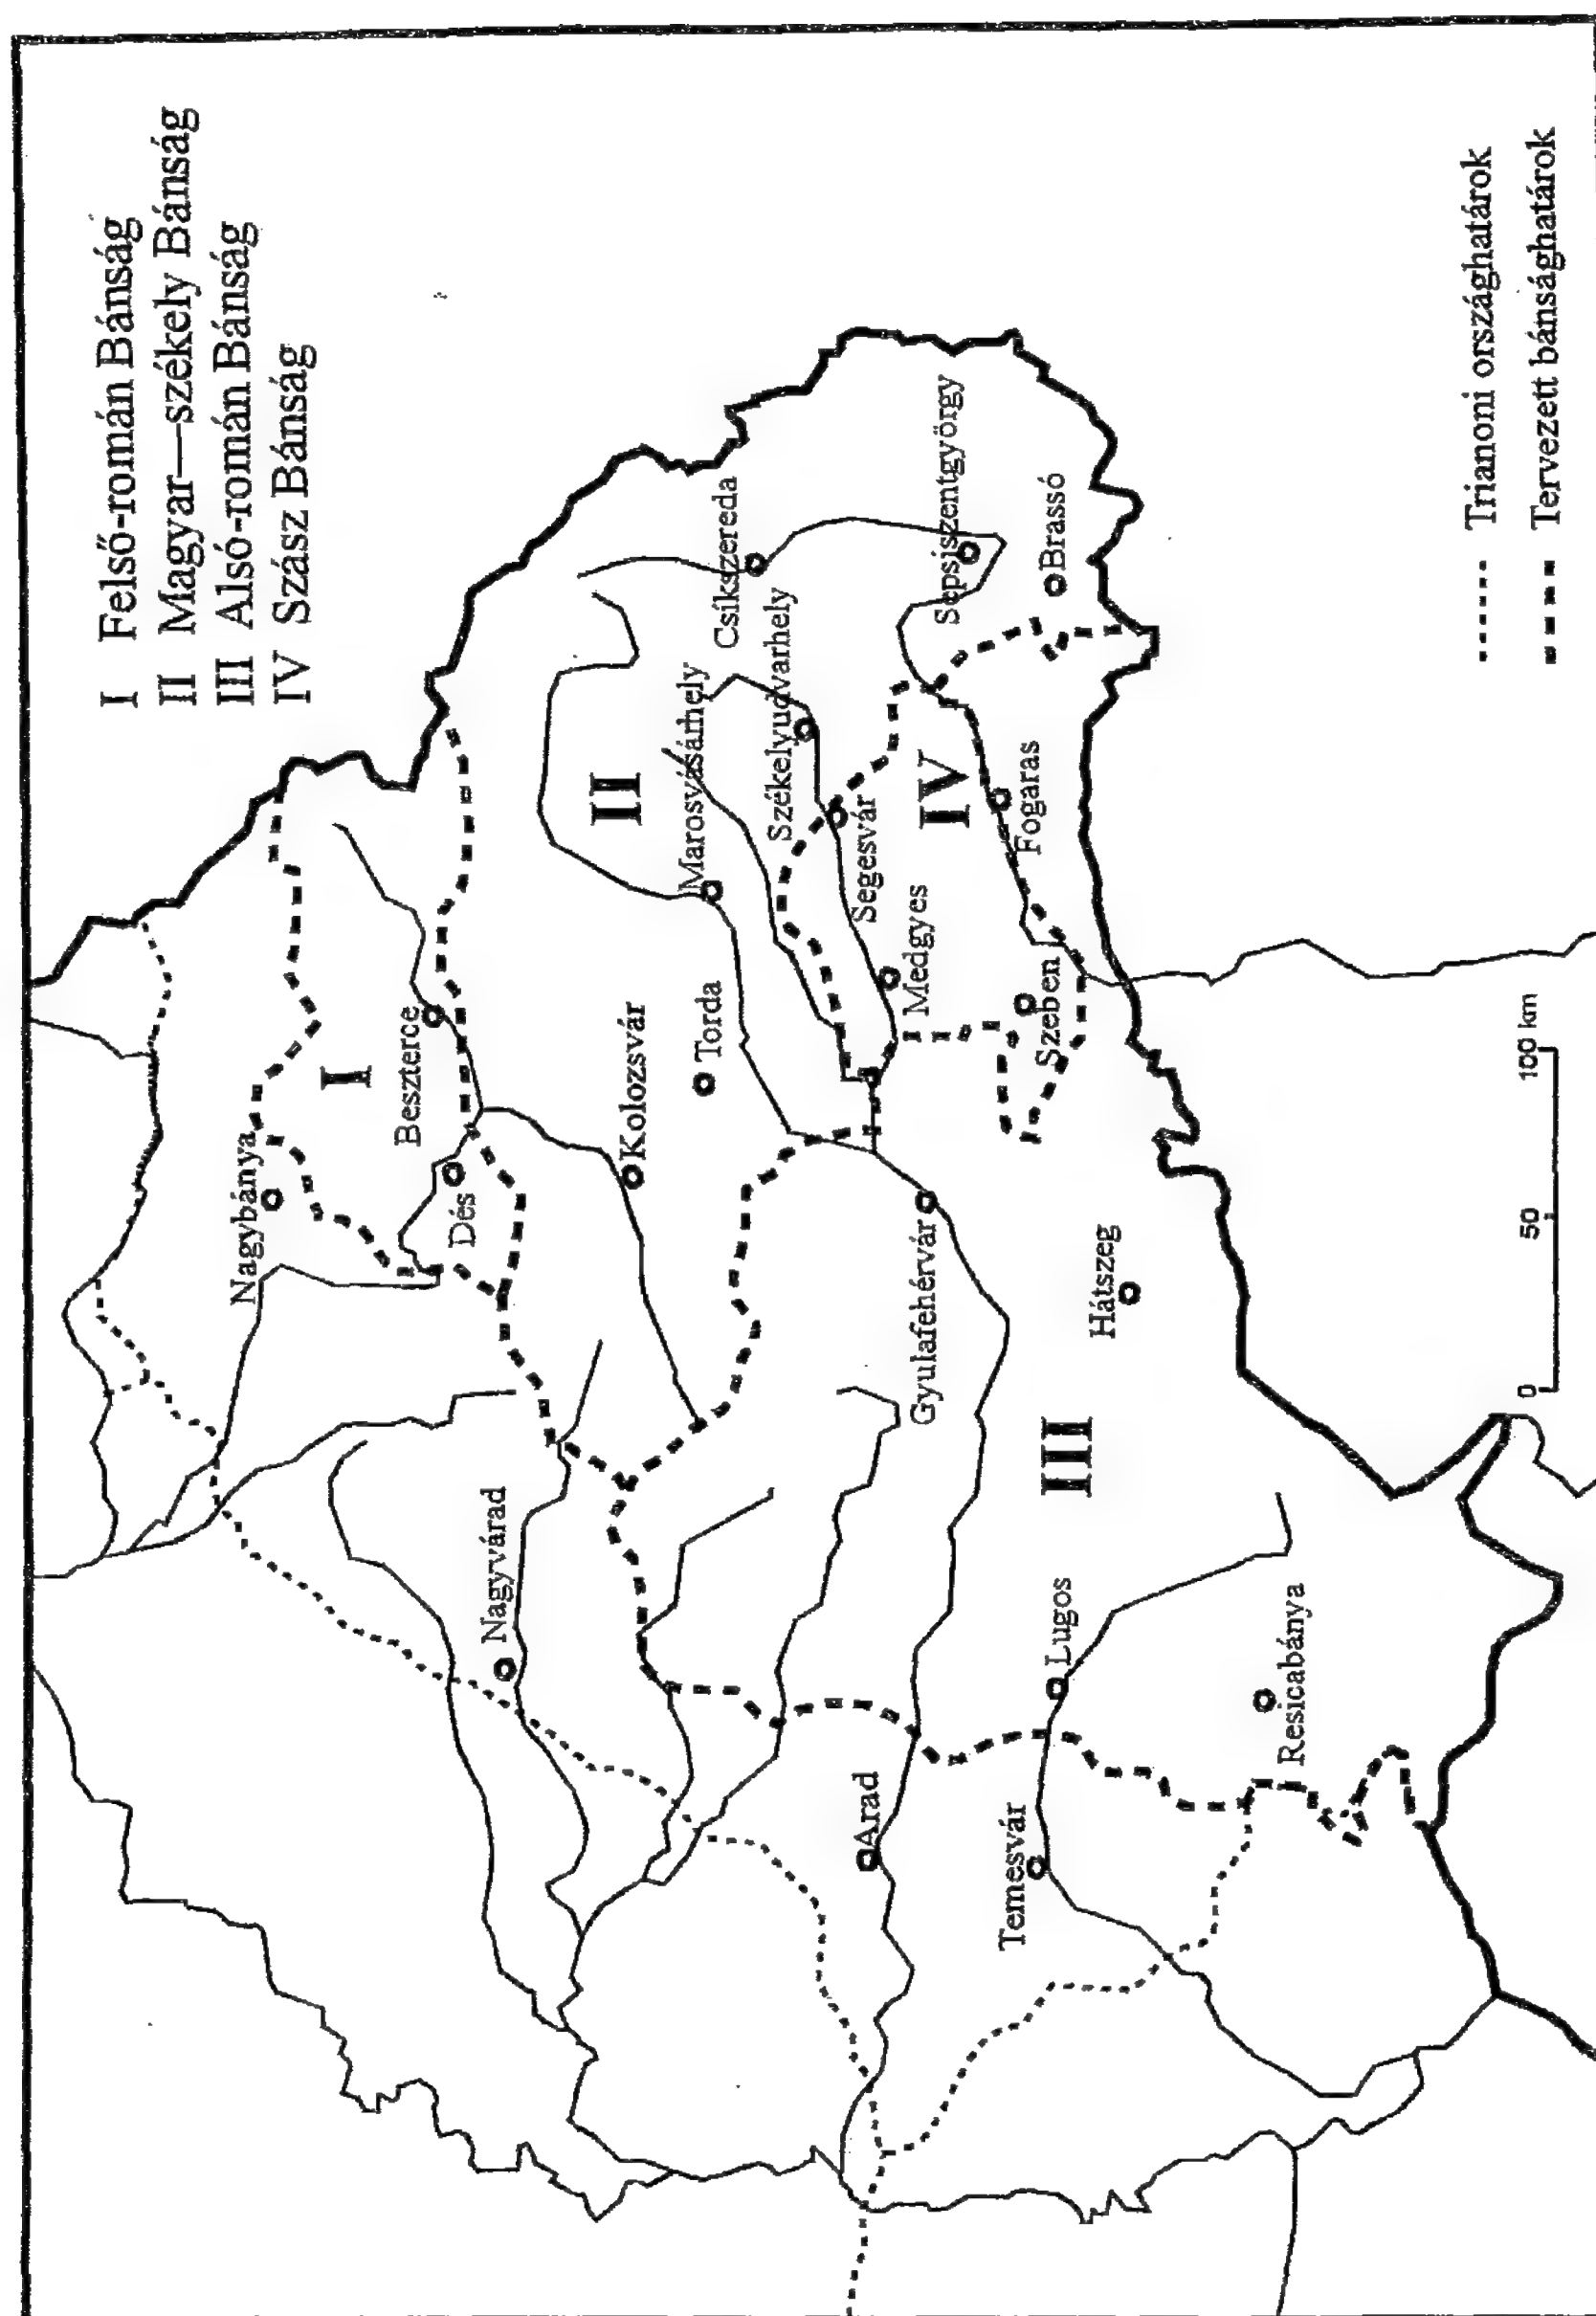 I Felső-román Bánság
II Magyar—székely Bánság
III Alsó-román Bánság
IV Szász Bánság
Nagybánya
I
Beszterce
Dés
Nagyvárad
Kolozsvár
II
Torda
Marosvásárhely
Csíkszereda
Székelyudvarhely
Segesvár
Medgyes
IV
Sepsiszentgyörgy
Brassó
Fogaras
Szeben
Gyulafehérvár
Arad
Temesvár
Lugos
III
Hátszeg
Resicabánya
Trianoni országhatárok
Tervezett bánsághatárok
0 50 100 km